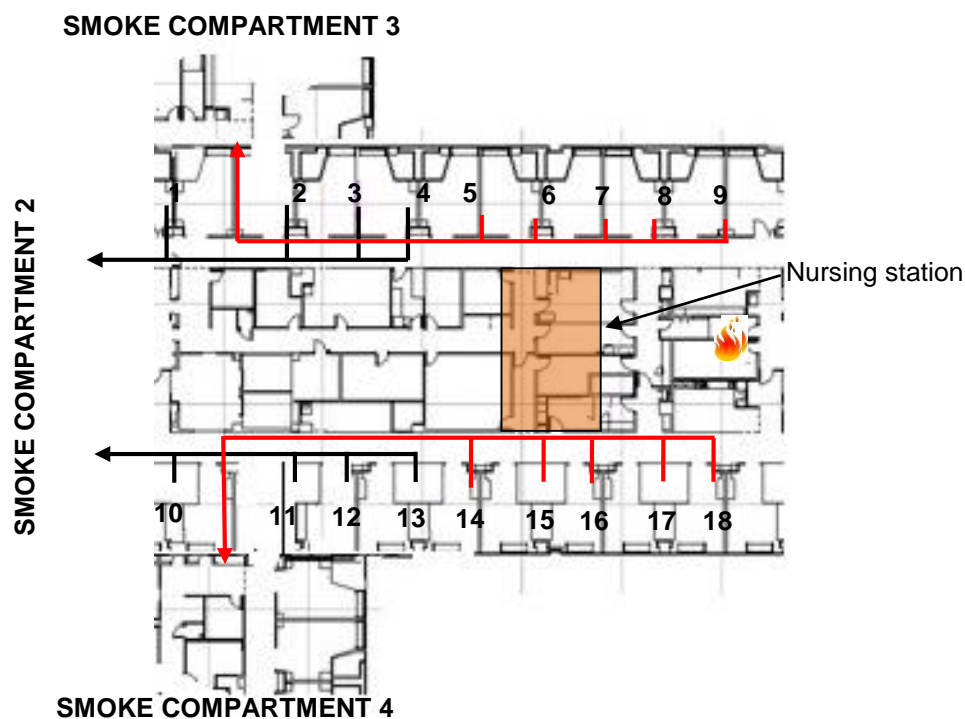 SMOKE COMPARTMENT 3
1 2 3 4 5 6 7 8 9
SMOKE COMPARTMENT 2
Nursing station
10 11 12 13 14 15 16 17 18
SMOKE COMPARTMENT 4